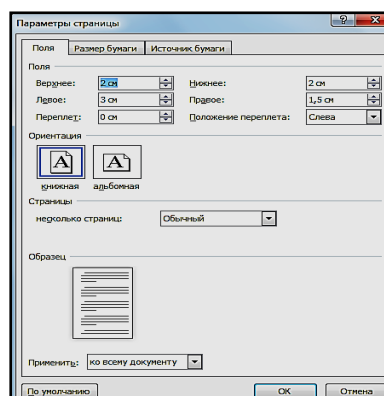 Параметры страницы
Поля Размер бумаги Источник бумаги
Поля
Верхнее: 2 см Нижнее: 2 см
Левое: 3 см Правое: 1,5 см
Переплет: 0 см Положение переплета: Слева
Ориентация
книжная альбомная
Страницы
несколько страниц: Обычный
Образец
Применить: ко всему документу
По умолчанию ОК Отмена